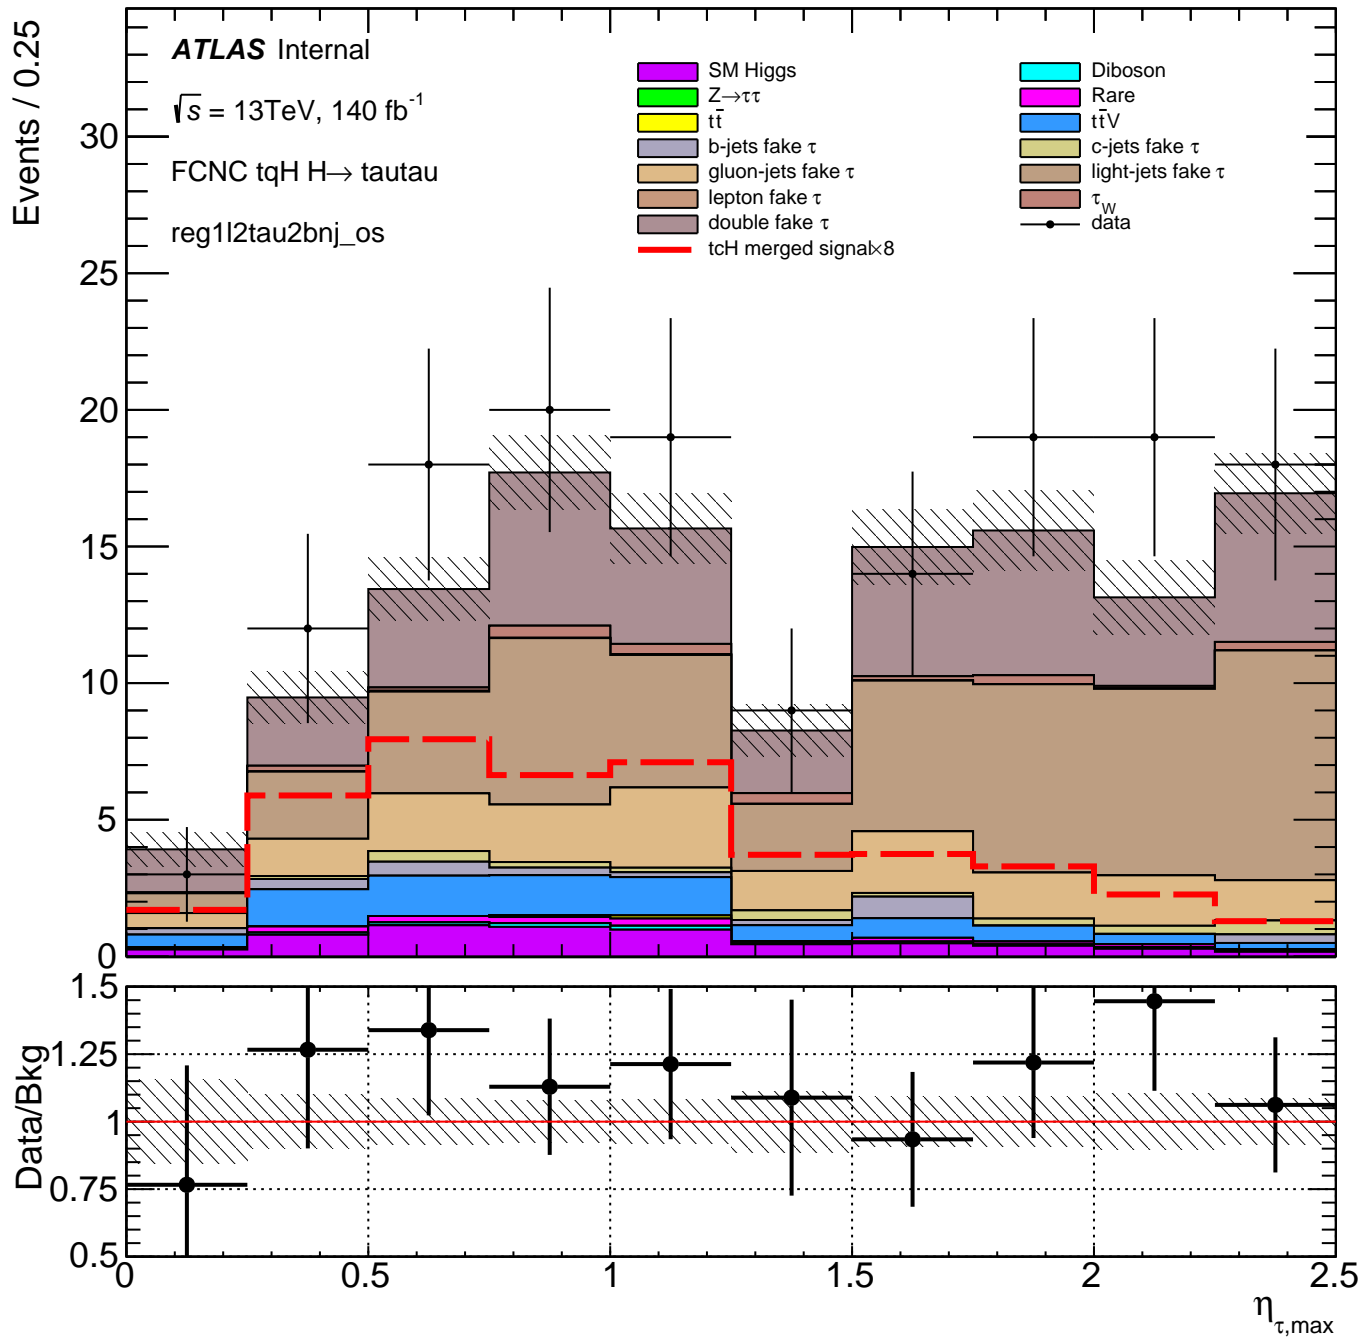 Events / 0.25
ATLAS Internal
√s = 13TeV, 140 fb⁻¹
FCNC tqH H→ tautau
reg1l2tau2bnj_os
SM Higgs
Z→ττ
tt̄
b-jets fake τ
gluon-jets fake τ
lepton fake τ
double fake τ
tcH merged signal×8
Diboson
Rare
tt̄V
c-jets fake τ
light-jets fake τ
τ_W
data
30
25
20
15
10
5
0
Data/Bkg
1.5
1.25
1
0.75
0.5
0 0.5 1 1.5 2 2.5
η_τ,max